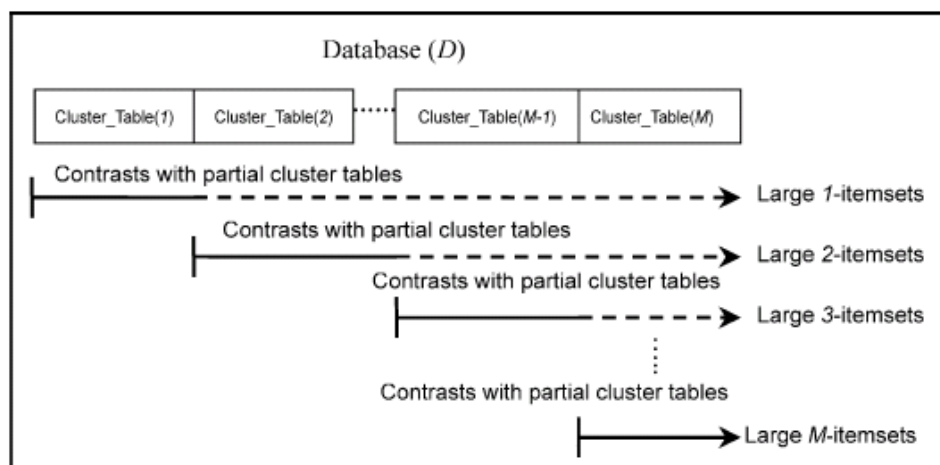 Database (D)
Cluster_Table(1) Cluster_Table(2) Cluster_Table(M-1) Cluster_Table(M)
Contrasts with partial cluster tables
Large 1-itemsets
Contrasts with partial cluster tables
Large 2-itemsets
Contrasts with partial cluster tables
Large 3-itemsets
Contrasts with partial cluster tables
Large M-itemsets